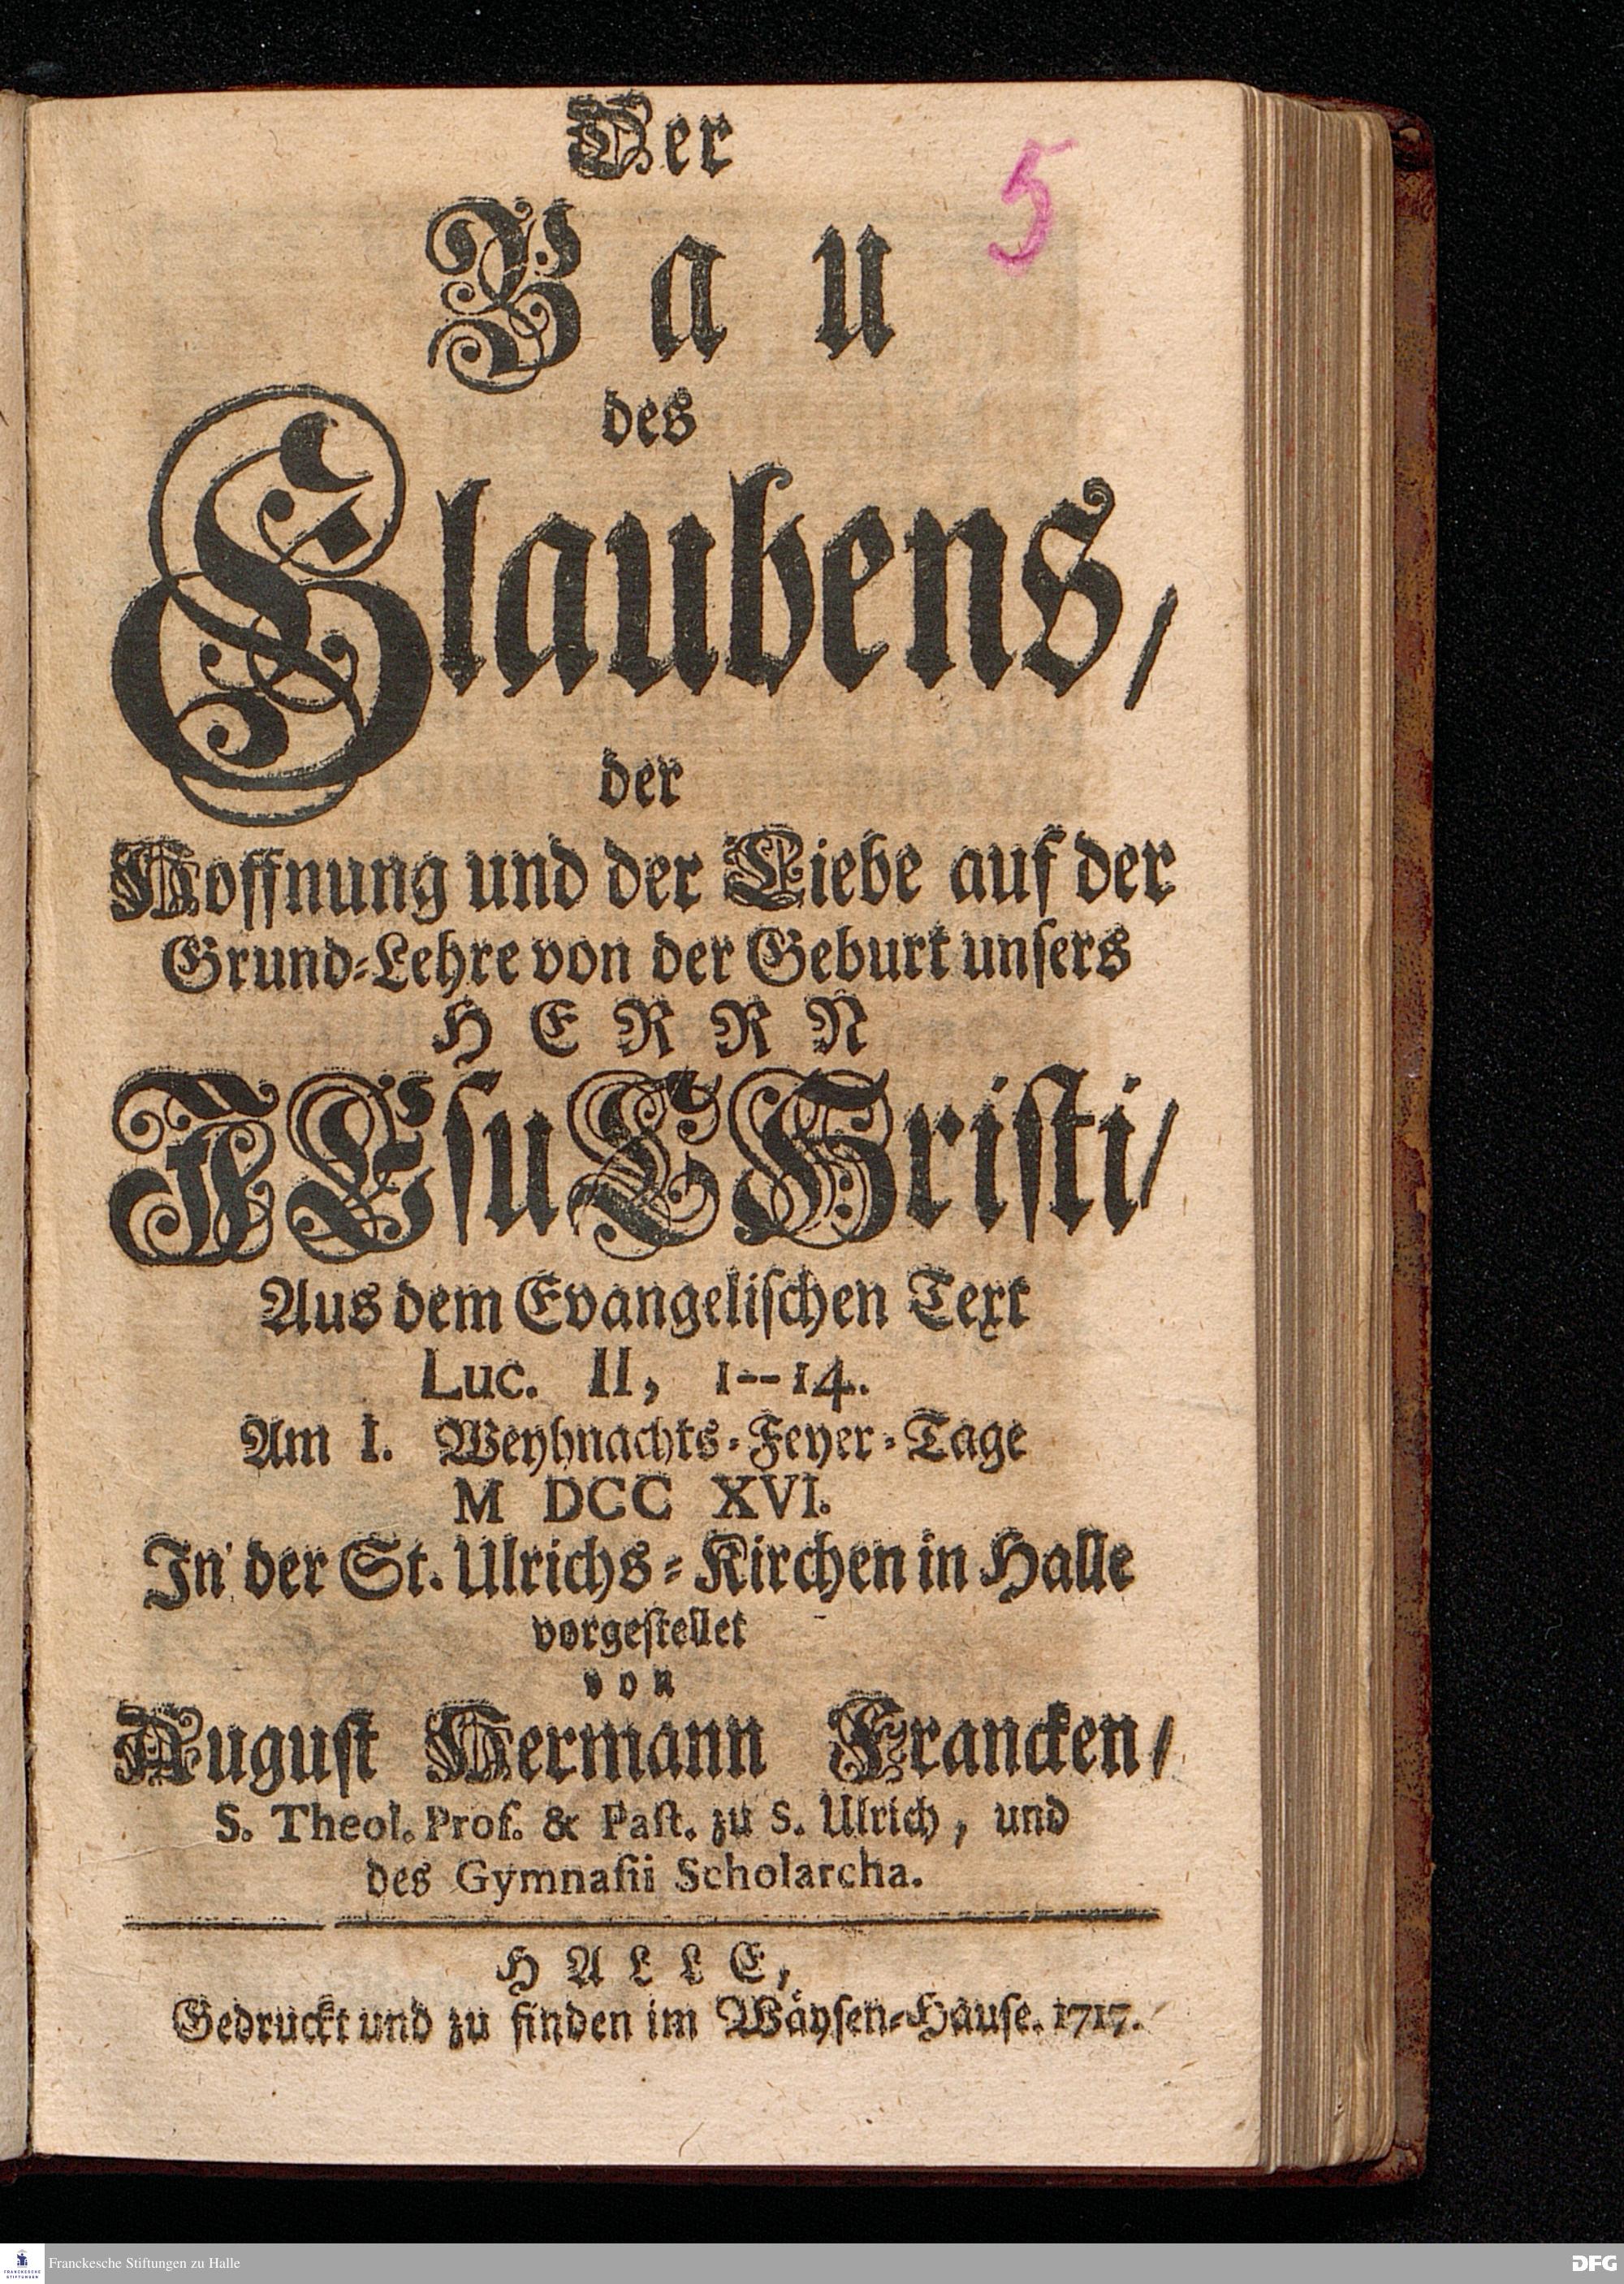 Der
5
Bau
des
Glaubens/
der
Hoffnung und der Liebe auf der
Grund-Lehre von der Geburt unsers
HERRN
JEsu CHristi/
Aus dem Evangelischen Text
Luc. II, 1--14.
Am I. Weyhnachts-Feyer-Tage
M DCC XVI.
In der St. Ulrichs-Kirchen in Halle
vorgestellet
von
August Hermann Francken/
S. Theol. Prof. & Past. zu S. Ulrich, und
des Gymnasii Scholarcha.
HALLE,
Gedruckt und zu finden im Wäysen-Hause. 1717.
FRANCKESCHE STIFTUNGEN
Franckesche Stiftungen zu Halle
DFG